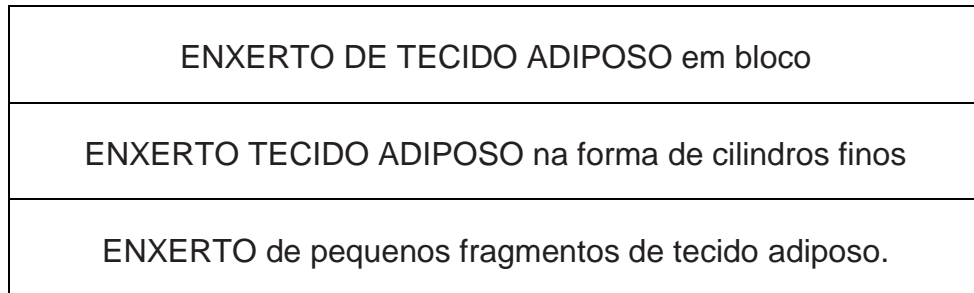 ENXERTO DE TECIDO ADIPOSO em bloco
ENXERTO TECIDO ADIPOSO na forma de cilindros finos
ENXERTO de pequenos fragmentos de tecido adiposo.